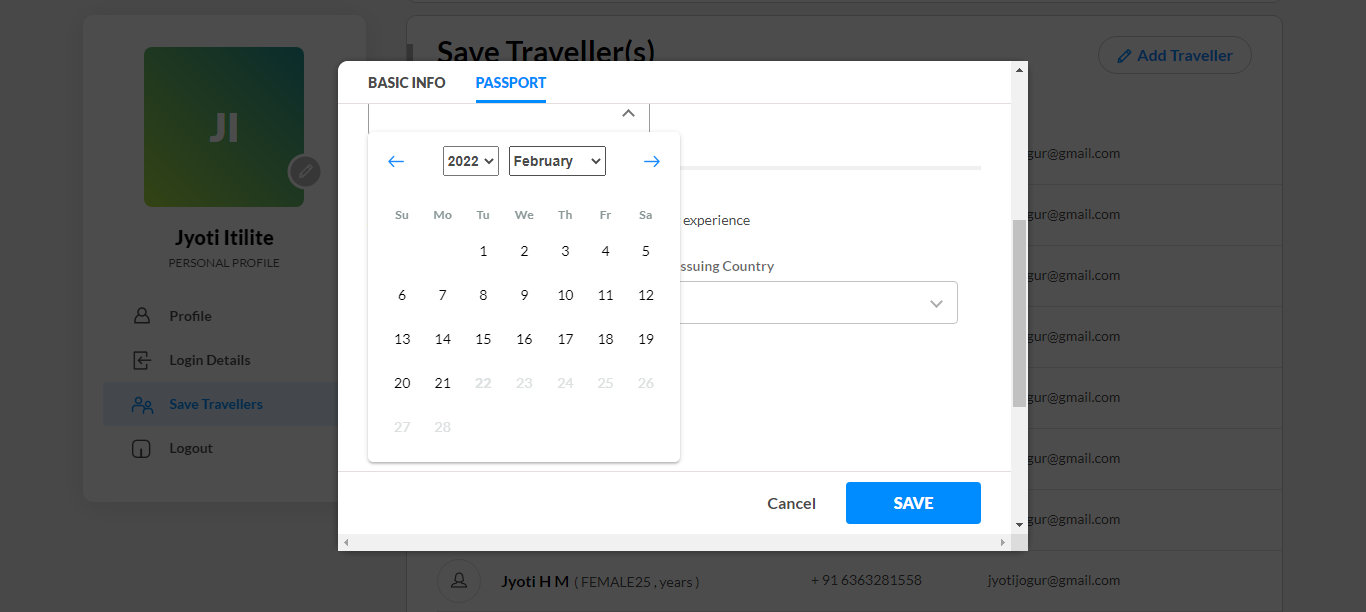 JI
Jyoti Itilite
PERSONAL PROFILE
Profile
Login Details
Save Travellers
Logout
Save Traveller(s)
Add Traveller
BASIC INFO PASSPORT
2022 February
Su Mo Tu We Th Fr Sa
1 2 3 4 5
6 7 8 9 10 11 12
13 14 15 16 17 18 19
20 21 22 23 24 25 26
27 28
experience
ssuing Country
Cancel SAVE
jogur@gmail.com
gur@gmail.com
gur@gmail.com
gur@gmail.com
gur@gmail.com
gur@gmail.com
gur@gmail.com
Jyoti H M ( FEMALE25 , years ) + 91 6363281558 jyotijogur@gmail.com